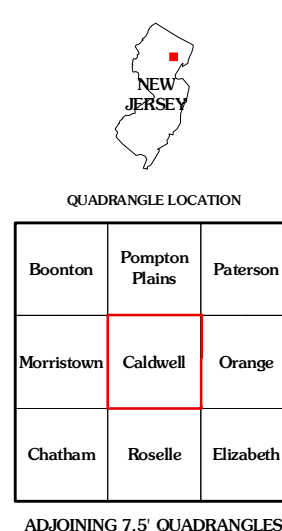 NEW
JERSEY
QUADRANGLE LOCATION
Boonton
Pompton
Plains
Paterson
Morristown
Caldwell
Orange
Chatham
Roselle
Elizabeth
ADJOINING 7.5' QUADRANGLES